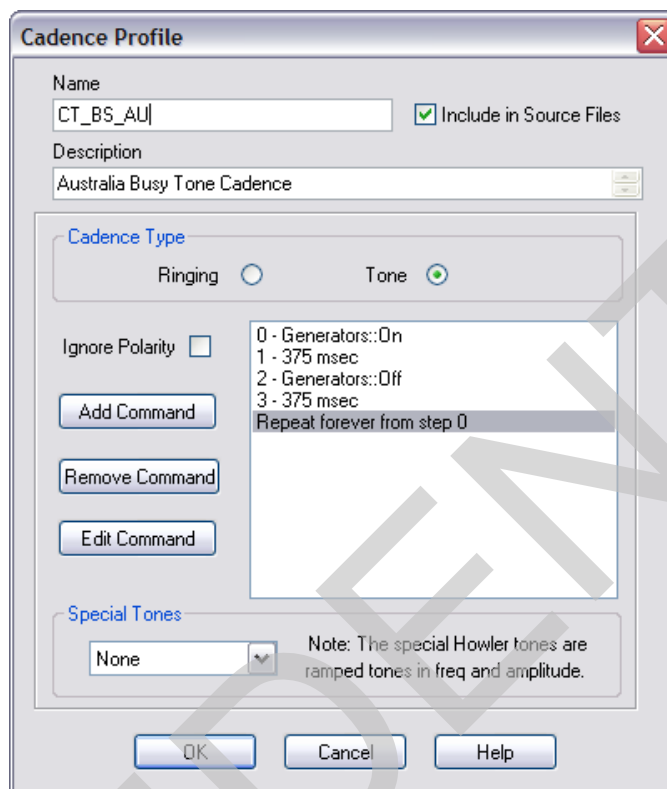 Cadence Profile
Name
CT_BS_AU
Include in Source Files
Description
Australia Busy Tone Cadence
Cadence Type
Ringing
Tone
Ignore Polarity
0 - Generators::On
1 - 375 msec
2 - Generators::Off
3 - 375 msec
Repeat forever from step 0
Add Command
Remove Command
Edit Command
Special Tones
None
Note: The special Howler tones are
ramped tones in freq and amplitude.
OK
Cancel
Help